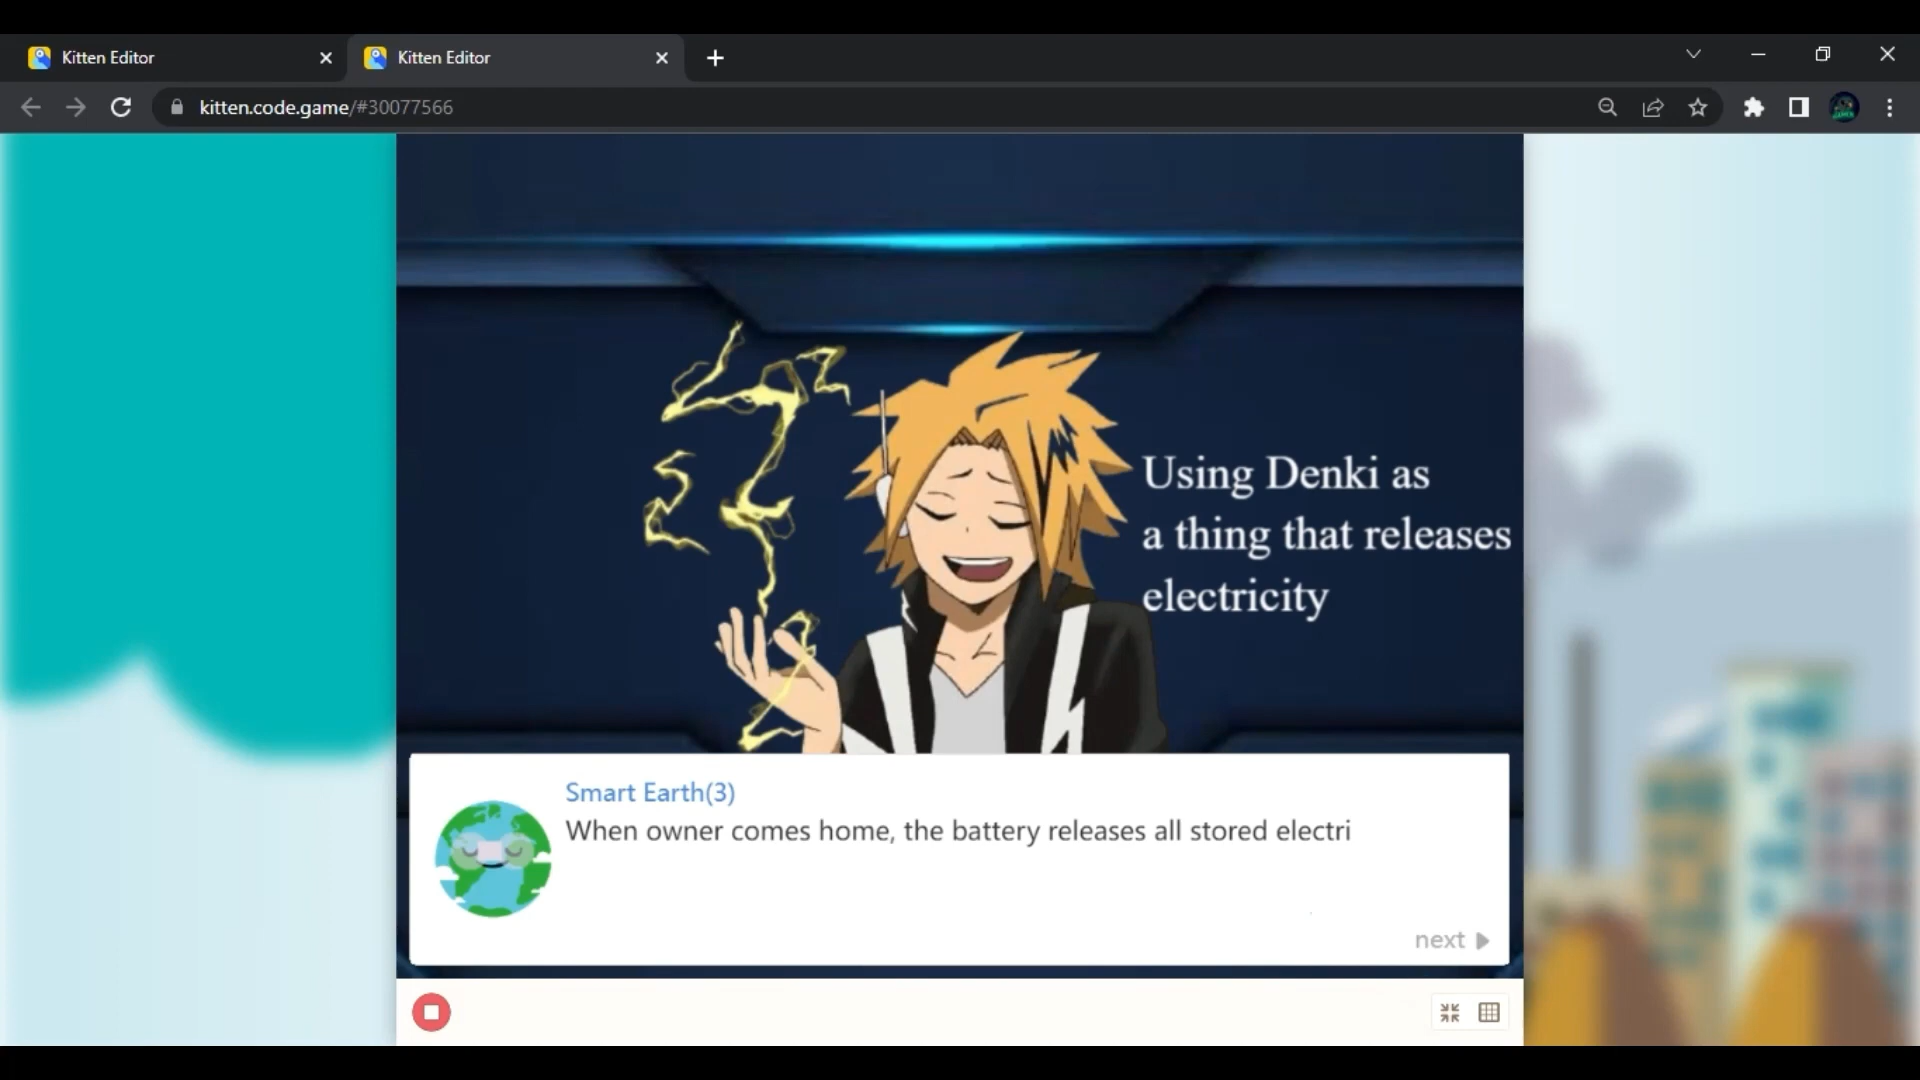 Kitten Editor
Kitten Editor
kitten.code.game/#30077566
Using Denki as
a thing that releases
electricity
Smart Earth(3)
When owner comes home, the battery releases all stored electri
next